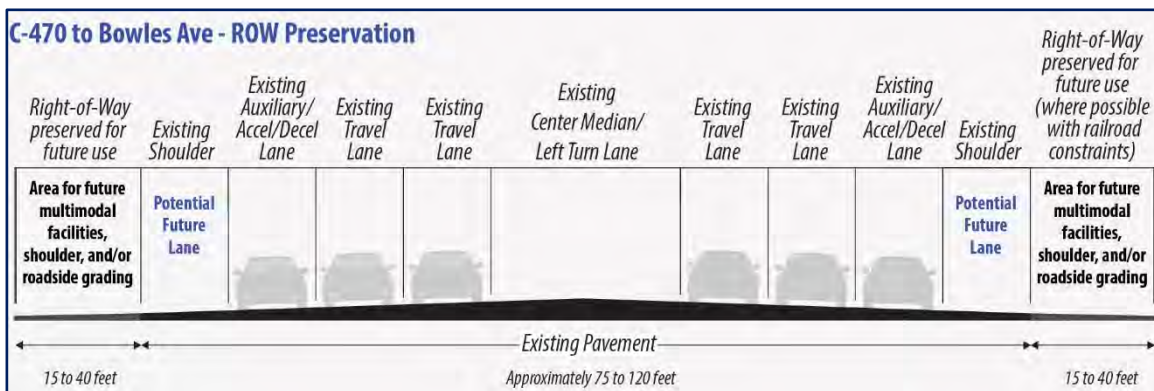 C-470 to Bowles Ave - ROW Preservation
Right-of-Way
preserved for
future use
Existing
Shoulder
Existing
Auxiliary/
Accel/Decel
Lane
Existing
Travel
Lane
Existing
Travel
Lane
Existing
Center Median/
Left Turn Lane
Existing
Travel
Lane
Existing
Travel
Lane
Existing
Auxiliary/
Accel/Decel
Lane
Existing
Shoulder
Right-of-Way
preserved for
future use
(where possible
with railroad
constraints)
Area for future
multimodal
facilities,
shoulder, and/or
roadside grading
Potential
Future
Lane
Potential
Future
Lane
Area for future
multimodal
facilities,
shoulder, and/or
roadside grading
Existing Pavement
15 to 40 feet
Approximately 75 to 120 feet
15 to 40 feet